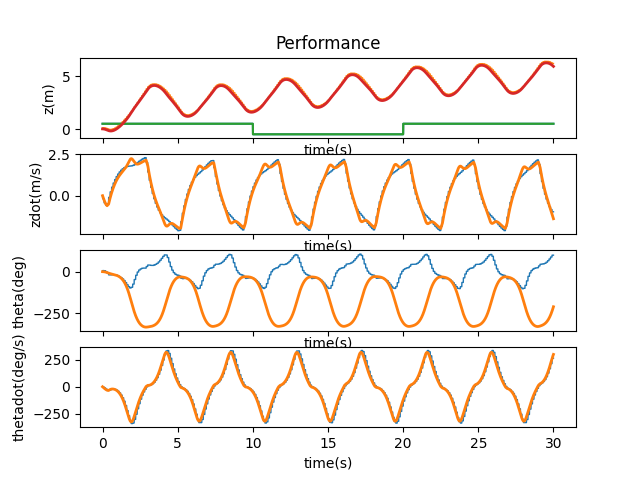 Performance
z(m)
5
0
time(s)
zdot(m/s)
2.5
0.0
time(s)
theta(deg)
0
−250
time(s)
thetadot(deg/s)
250
0
−250
0 5 10 15 20 25 30
time(s)